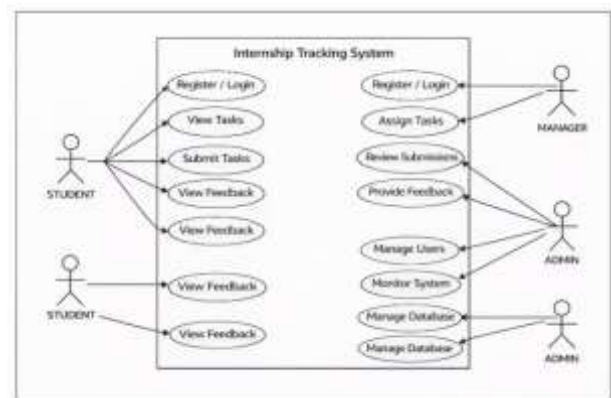 Internship Tracking System
Register / Login
View Tasks
Submit Tasks
View Feedback
View Feedback
View Feedback
View Feedback
Register / Login
Assign Tasks
Review Submissions
Provide Feedback
Manage Users
Monitor System
Manage Database
Manage Database
STUDENT
STUDENT
MANAGER
ADMIN
ADMIN